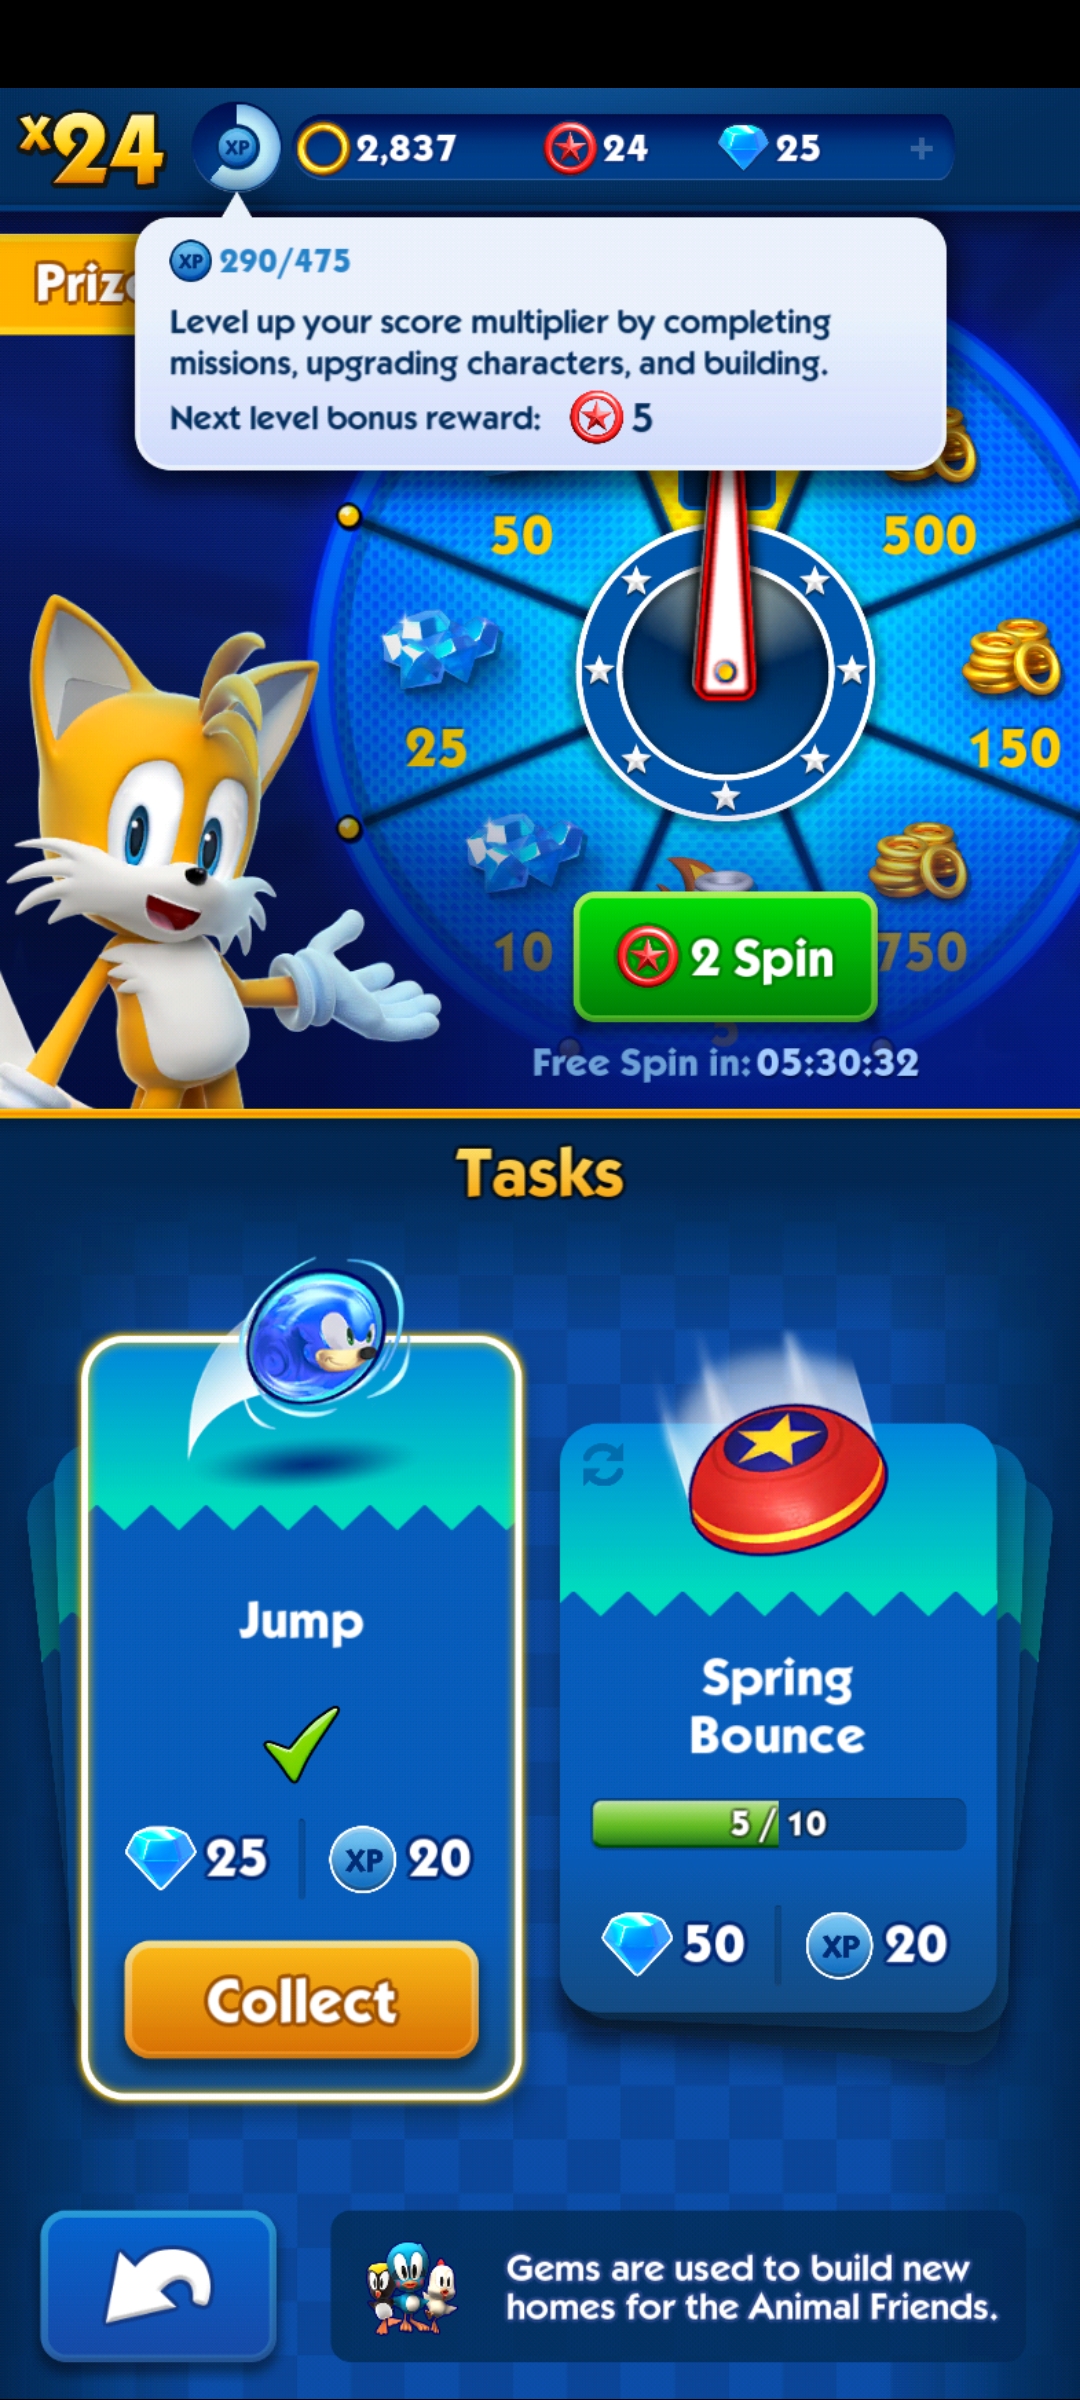 x24
XP
2,837
24
25
+
XP 290/475
Level up your score multiplier by completing
missions, upgrading characters, and building.
Next level bonus reward: 5
50
500
25
150
10
750
2 Spin
Free Spin in: 05:30:32
Tasks
Jump
25
XP 20
Collect
Spring
Bounce
5 / 10
50
XP 20
Gems are used to build new
homes for the Animal Friends.